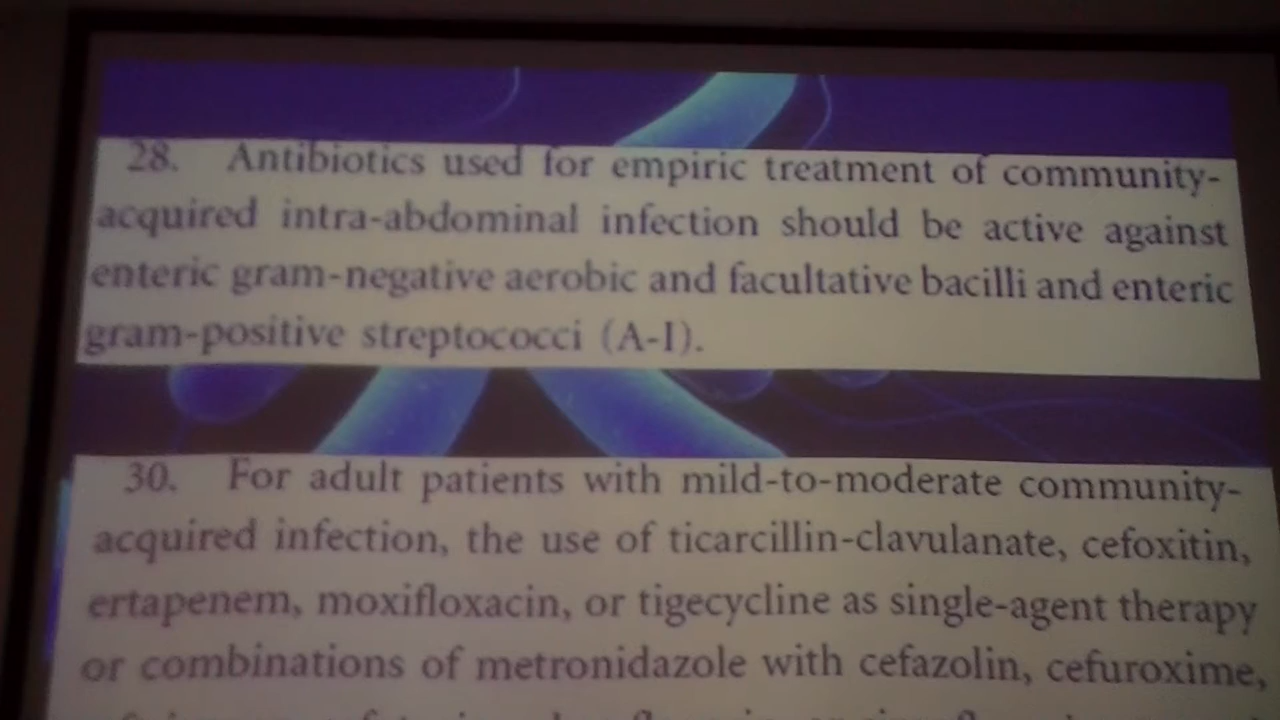 28. Antibiotics used for empiric treatment of community-
acquired intra-abdominal infection should be active against
enteric gram-negative aerobic and facultative bacilli and enteric
gram-positive streptococci (A-I).
30. For adult patients with mild-to-moderate community-
acquired infection, the use of ticarcillin-clavulanate, cefoxitin,
ertapenem, moxifloxacin, or tigecycline as single-agent therapy
or combinations of metronidazole with cefazolin, cefuroxime,